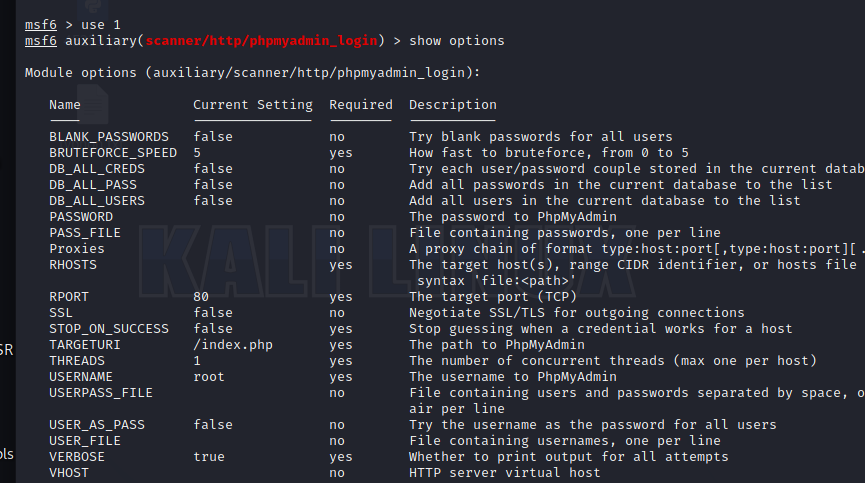 msf6 > use 1
msf6 auxiliary(scanner/http/phpmyadmin_login) > show options
Module options (auxiliary/scanner/http/phpmyadmin_login):
Name Current Setting Required Description
BLANK_PASSWORDS false no Try blank passwords for all users
BRUTEFORCE_SPEED 5 yes How fast to bruteforce, from 0 to 5
DB_ALL_CREDS false no Try each user/password couple stored in the current datab
DB_ALL_PASS false no Add all passwords in the current database to the list
DB_ALL_USERS false no Add all users in the current database to the list
PASSWORD no The password to PhpMyAdmin
PASS_FILE no File containing passwords, one per line
Proxies no A proxy chain of format type:host:port[,type:host:port][.
RHOSTS yes The target host(s), range CIDR identifier, or hosts file
syntax 'file:<path>'
RPORT 80 yes The target port (TCP)
SSL false no Negotiate SSL/TLS for outgoing connections
STOP_ON_SUCCESS false yes Stop guessing when a credential works for a host
TARGETURI /index.php yes The path to PhpMyAdmin
THREADS 1 yes The number of concurrent threads (max one per host)
USERNAME root yes The username to PhpMyAdmin
USERPASS_FILE no File containing users and passwords separated by space, o
air per line
USER_AS_PASS false no Try the username as the password for all users
USER_FILE no File containing usernames, one per line
VERBOSE true yes Whether to print output for all attempts
VHOST no HTTP server virtual host
KALI LINUX
SR
ols